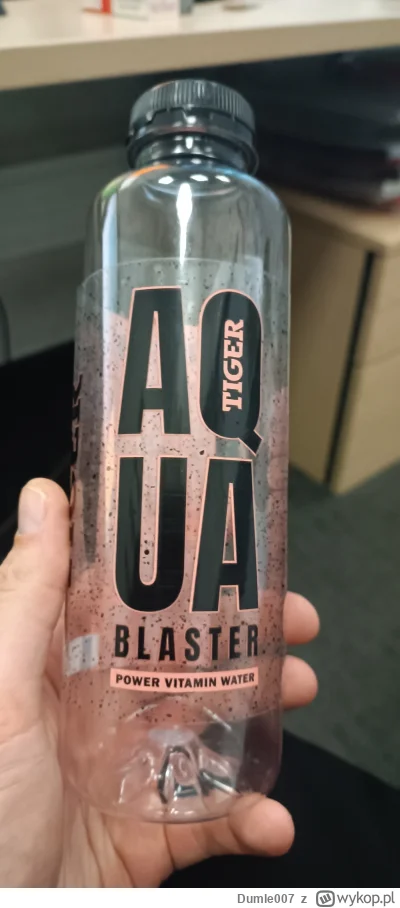 AQ
TIGER
UA
BLASTER
POWER VITAMIN WATER
Dumle007 z wykop.pl